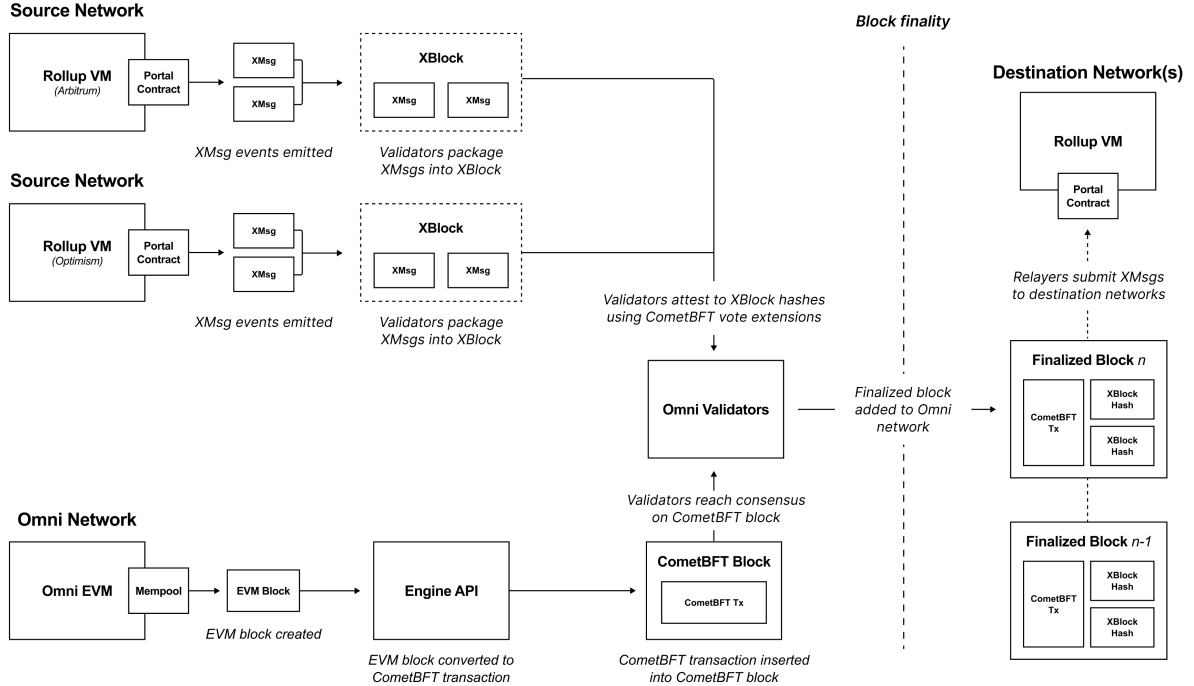 Source Network
Rollup VM
(Arbitrum)
Portal
Contract
XMsg
XMsg
XMsg events emitted
XBlock
XMsg
XMsg
Validators package
XMsgs into XBlock
Source Network
Rollup VM
(Optimism)
Portal
Contract
XMsg
XMsg
XMsg events emitted
XBlock
XMsg
XMsg
Validators package
XMsgs into XBlock
Validators attest to XBlock hashes
using CometBFT vote extensions
Omni Validators
Validators reach consensus
on CometBFT block
Omni Network
Omni EVM
Mempool
EVM Block
EVM block created
Engine API
EVM block converted to
CometBFT transaction
CometBFT Block
CometBFT Tx
CometBFT transaction inserted
into CometBFT block
Block finality
Finalized block
added to Omni
network
Destination Network(s)
Rollup VM
Portal
Contract
Relayers submit XMsgs
to destination networks
Finalized Block n
CometBFT
Tx
XBlock
Hash
XBlock
Hash
Finalized Block n-1
CometBFT
Tx
XBlock
Hash
XBlock
Hash